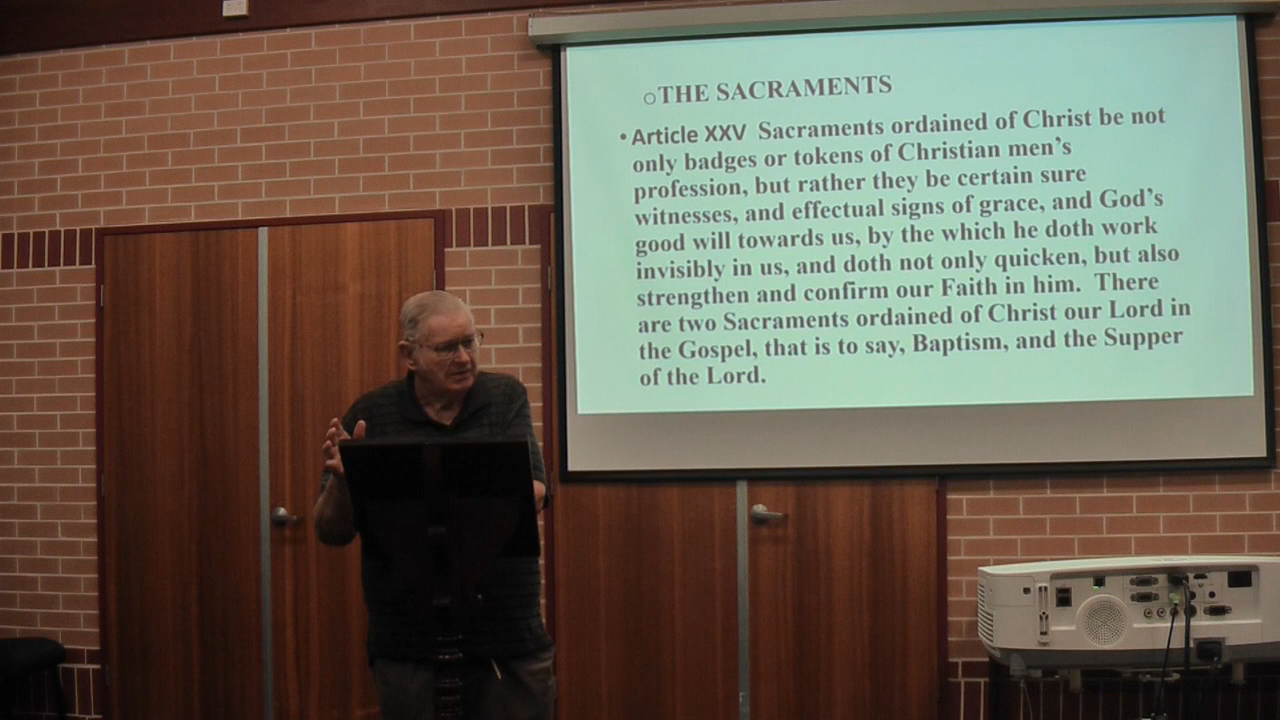 ○THE SACRAMENTS
• Article XXV Sacraments ordained of Christ be not
only badges or tokens of Christian men's
profession, but rather they be certain sure
witnesses, and effectual signs of grace, and God's
good will towards us, by the which he doth work
invisibly in us, and doth not only quicken, but also
strengthen and confirm our Faith in him. There
are two Sacraments ordained of Christ our Lord in
the Gospel, that is to say, Baptism, and the Supper
of the Lord.